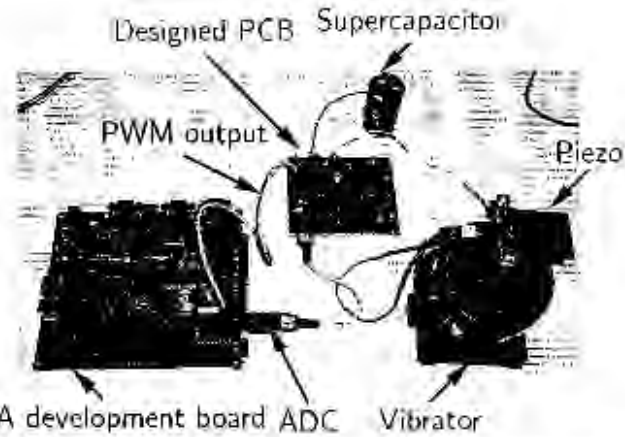 Designed PCB
Supercapacitor
PWM output
Piezo
A development board
ADC
Vibrator